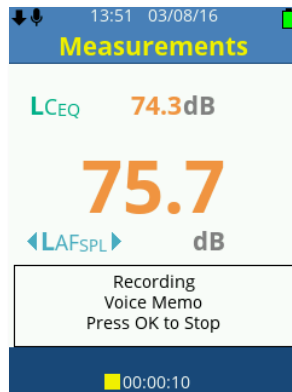 13:51 03/08/16
Measurements
LCEQ 74.3dB
75.7
LAFSPL dB
Recording
Voice Memo
Press OK to Stop
00:00:10